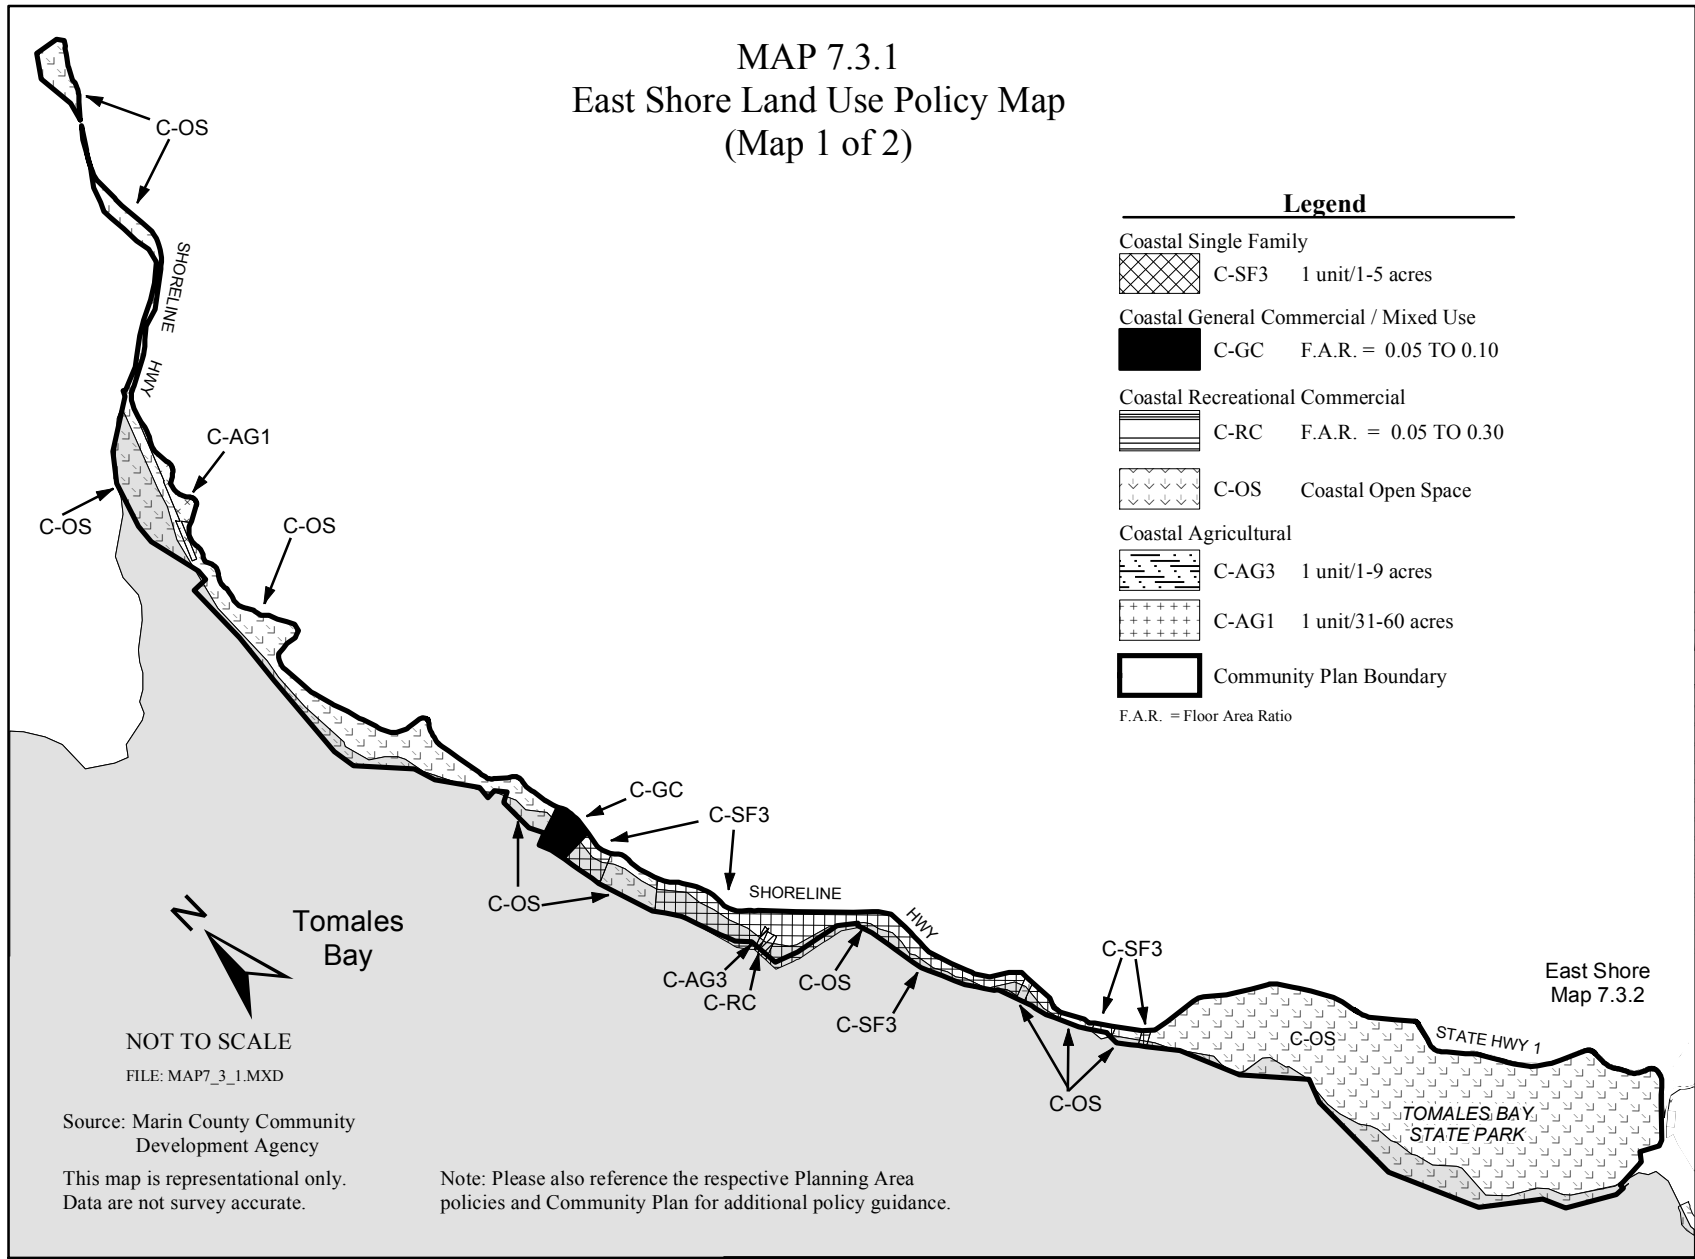 MAP 7.3.1
East Shore Land Use Policy Map
(Map 1 of 2)
Legend
Coastal Single Family
C-SF3 1 unit/1-5 acres
Coastal General Commercial / Mixed Use
C-GC F.A.R. = 0.05 TO 0.10
Coastal Recreational Commercial
C-RC F.A.R. = 0.05 TO 0.30
C-OS Coastal Open Space
Coastal Agricultural
C-AG3 1 unit/1-9 acres
C-AG1 1 unit/31-60 acres
Community Plan Boundary
F.A.R. = Floor Area Ratio
C-OS
SHORELINE
HWY
C-AG1
C-OS
C-OS
C-GC
C-SF3
C-OS
SHORELINE
HWY
C-AG3
C-RC
C-OS
C-SF3
C-SF3
C-OS
C-OS
STATE HWY 1
East Shore
Map 7.3.2
TOMALES BAY
STATE PARK
N
Tomales
Bay
NOT TO SCALE
FILE: MAP7_3_1.MXD
Source: Marin County Community
Development Agency
This map is representational only.
Data are not survey accurate.
Note: Please also reference the respective Planning Area
policies and Community Plan for additional policy guidance.